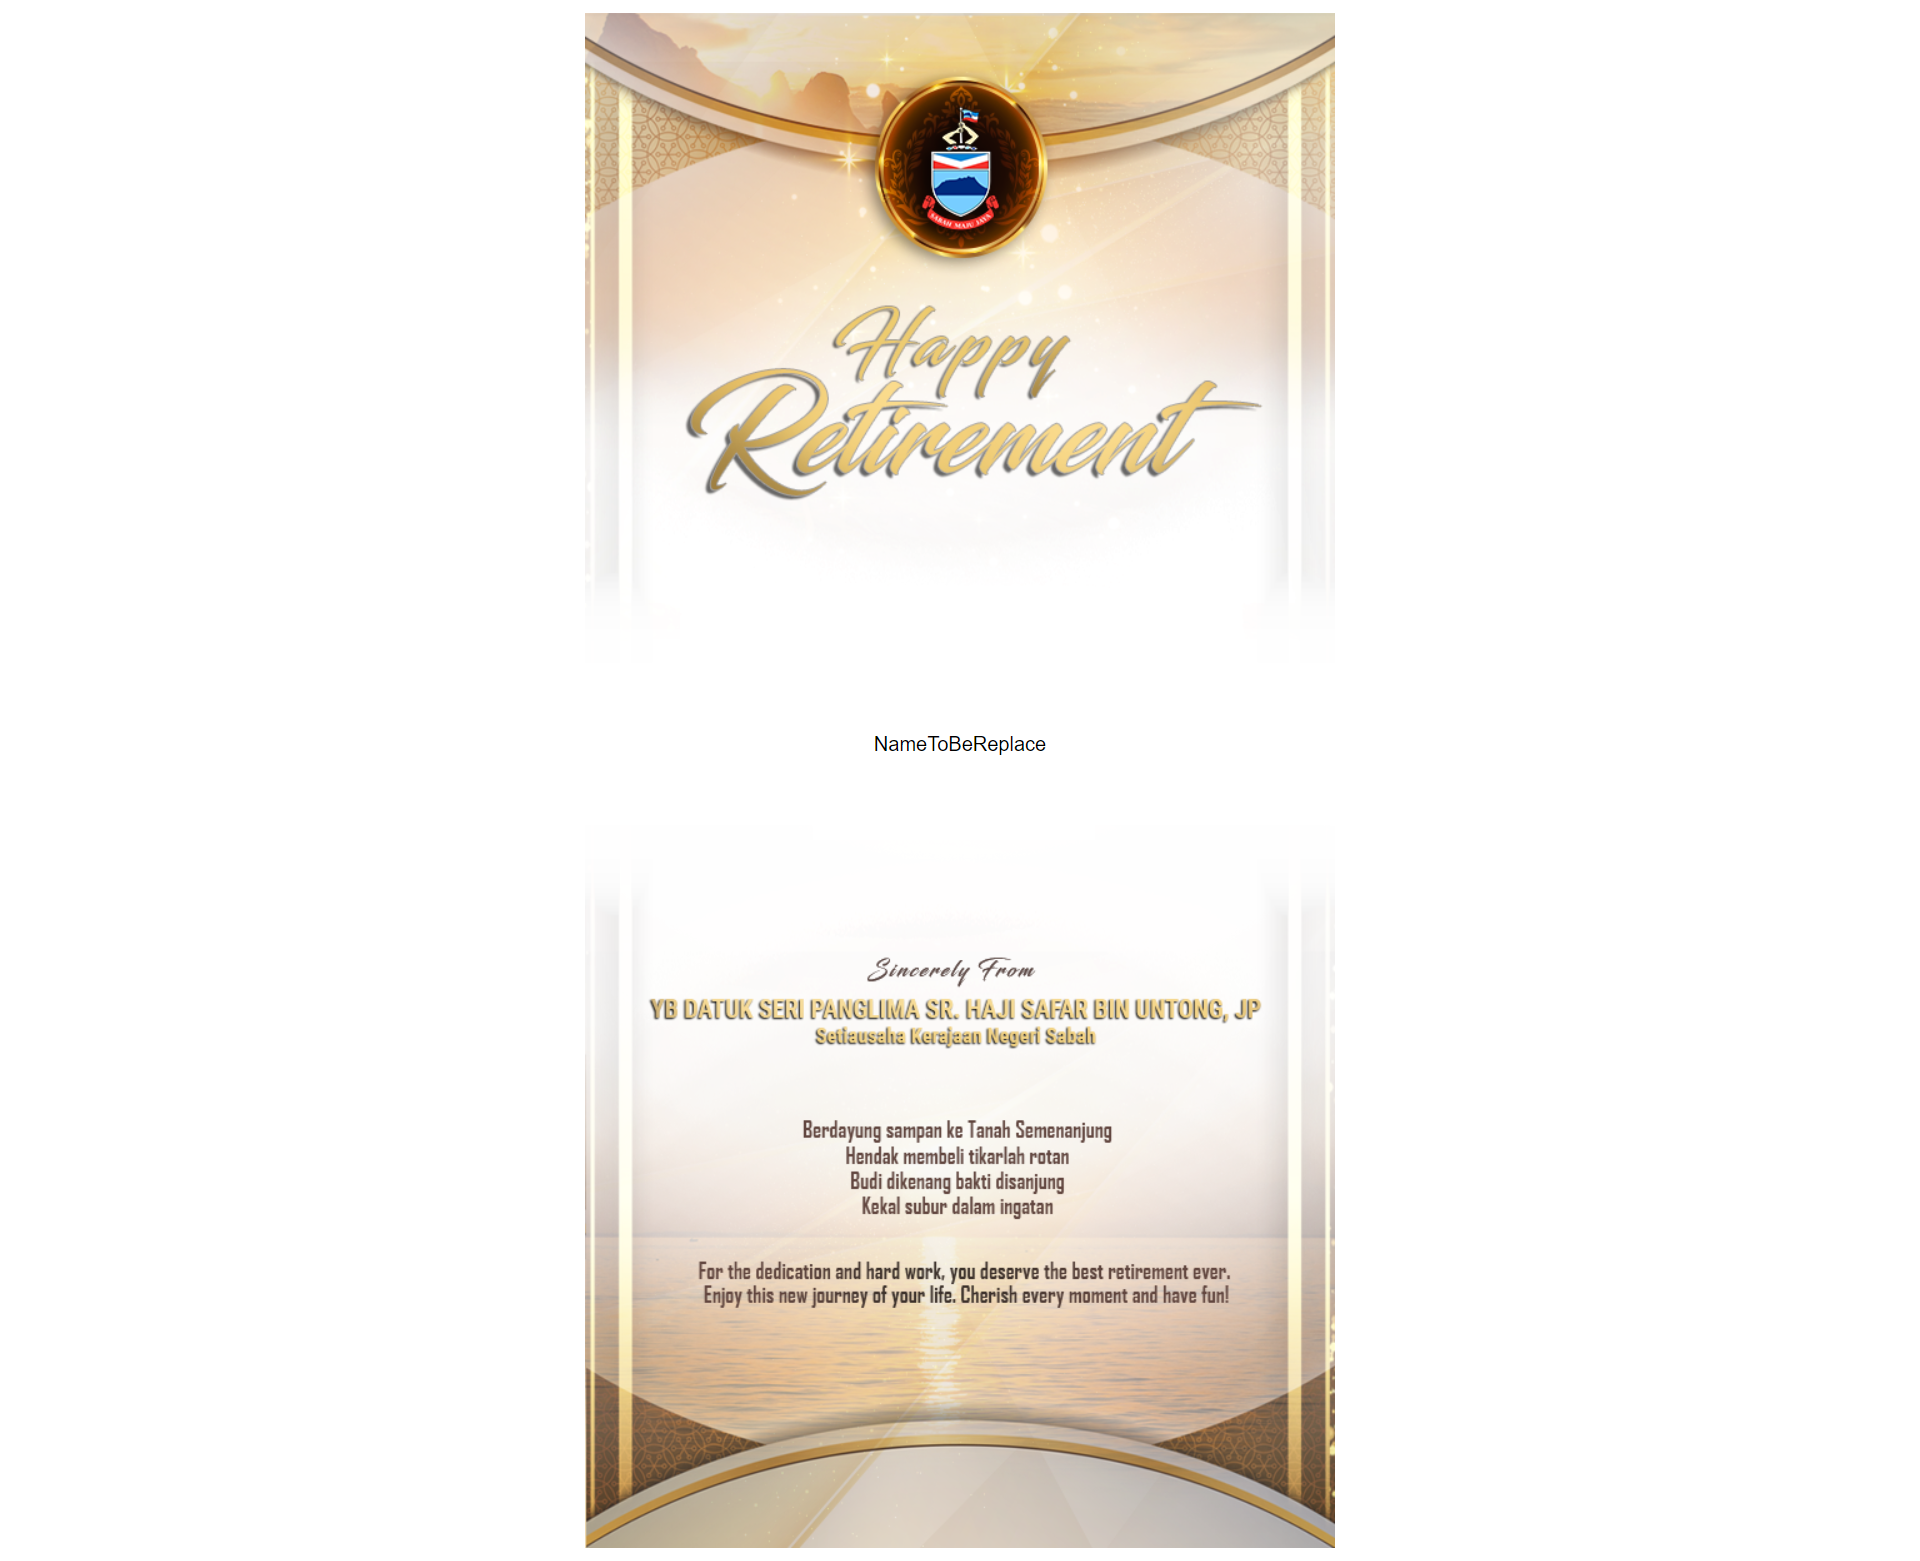 SABAH MAJU JAYA
Happy
Retirement
NameToBeReplace
Sincerely From
YB DATUK SERI PANGLIMA SR. HAJI SAFAR BIN UNTONG, JP
Setiausaha Kerajaan Negeri Sabah
Berdayung sampan ke Tanah Semenanjung
Hendak membeli tikarlah rotan
Budi dikenang bakti disanjung
Kekal subur dalam ingatan
For the dedication and hard work, you deserve the best retirement ever.
Enjoy this new journey of your life. Cherish every moment and have fun!